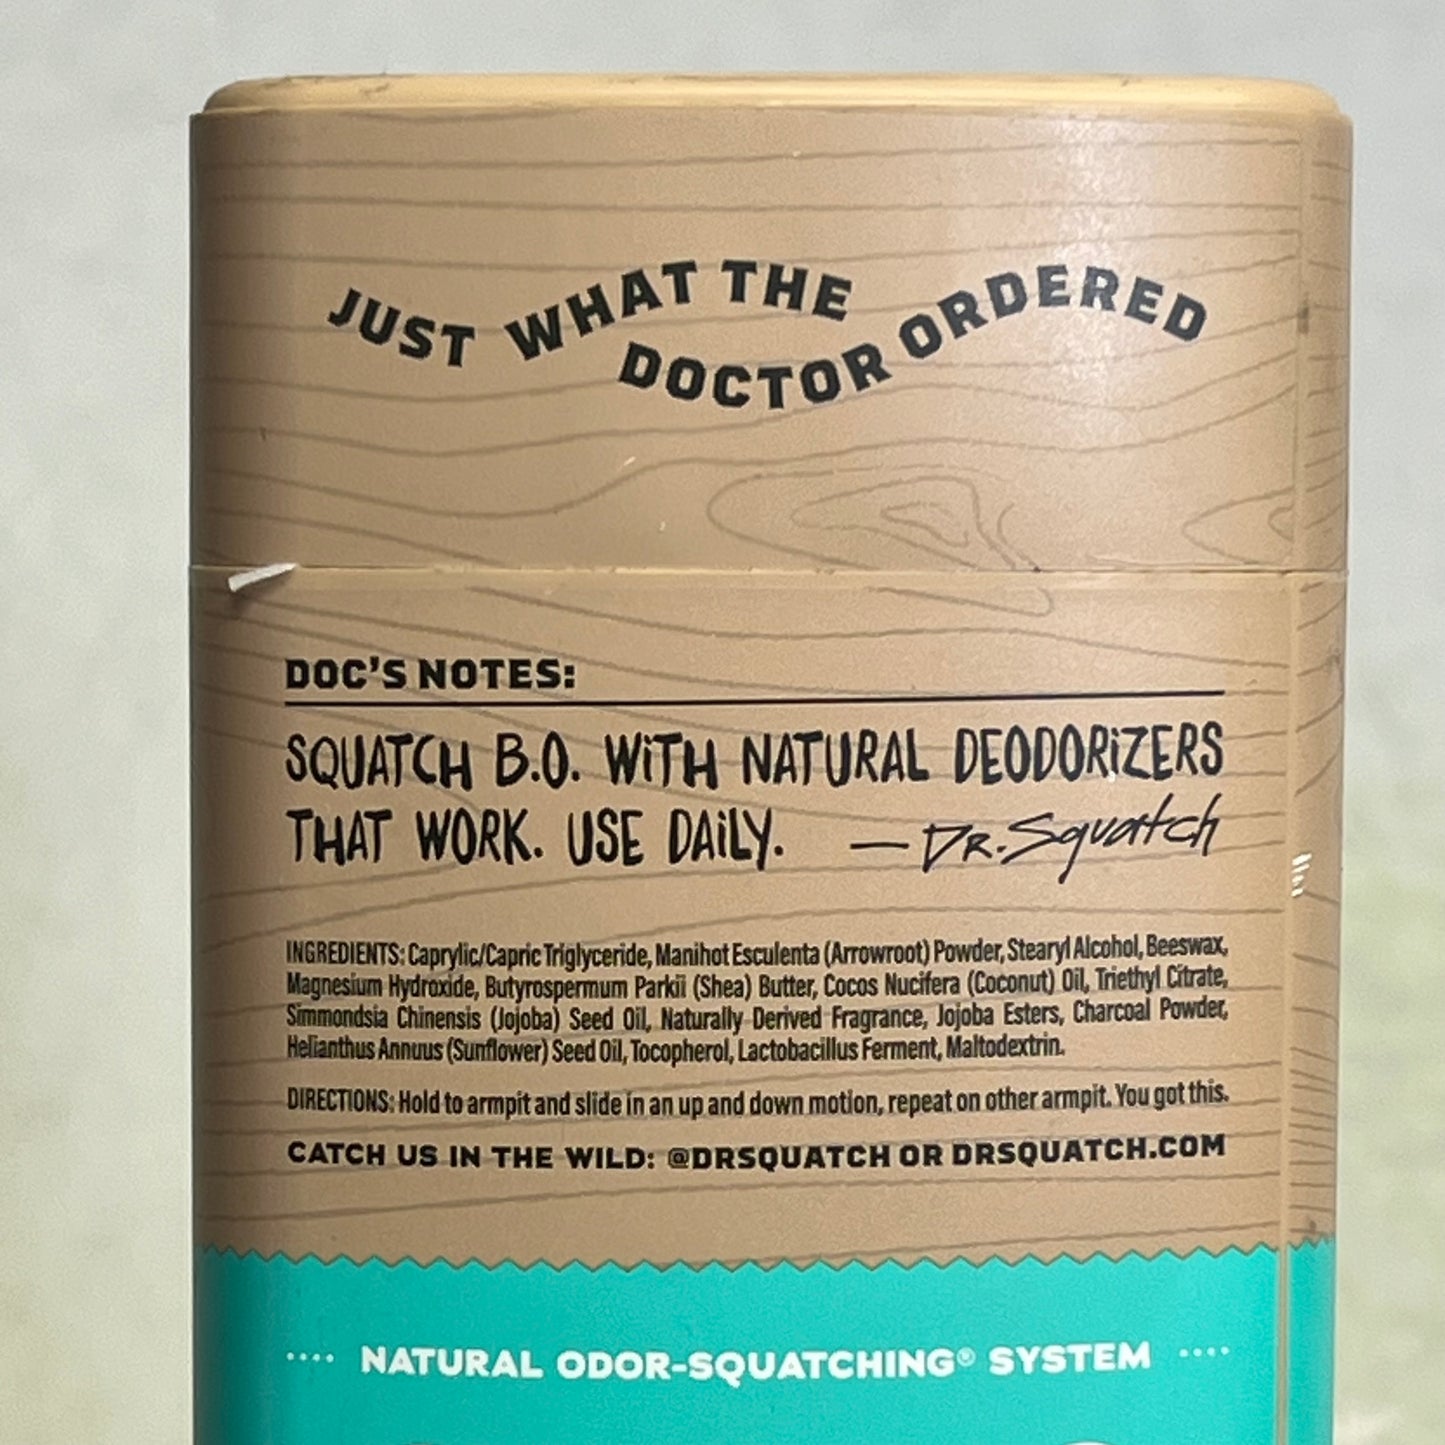 JUST WHAT THE DOCTOR ORDERED
DOC'S NOTES:
SQUATCH B.O. WiTH NATURAL DEODORiZERS
THAT WORK. USE DAiLY. — DR. Squatch
INGREDIENTS: Caprylic/Capric Triglyceride, Manihot Esculenta (Arrowroot) Powder, Stearyl Alcohol, Beeswax,
Magnesium Hydroxide, Butyrospermum Parkii (Shea) Butter, Cocos Nucifera (Coconut) Oil, Triethyl Citrate,
Simmondsia Chinensis (Jojoba) Seed Oil, Naturally Derived Fragrance, Jojoba Esters, Charcoal Powder,
Helianthus Annuus (Sunflower) Seed Oil, Tocopherol, Lactobacillus Ferment, Maltodextrin.
DIRECTIONS: Hold to armpit and slide in an up and down motion, repeat on other armpit. You got this.
CATCH US IN THE WILD: @DRSQUATCH OR DRSQUATCH.COM
NATURAL ODOR-SQUATCHING® SYSTEM